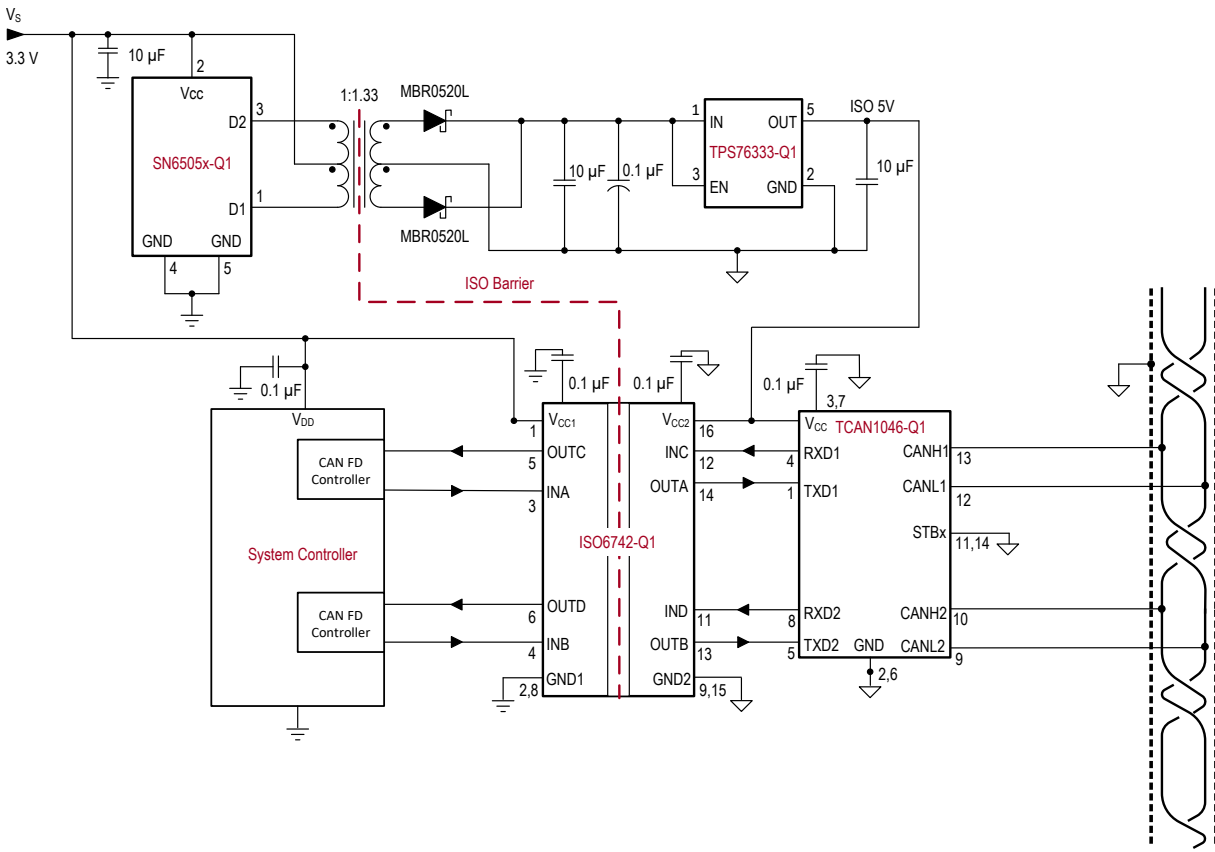 VS
3.3 V
10 µF
2
Vcc
D2
3
SN6505x-Q1
D1
1
GND
GND
4
5
1:1.33
MBR0520L
MBR0520L
10 µF
0.1 µF
1
IN
OUT
5
TPS76333-Q1
3
EN
GND
2
ISO 5V
10 µF
ISO Barrier
0.1 µF
VDD
CAN FD
Controller
System Controller
CAN FD
Controller
0.1 µF
0.1 µF
VCC1
1
OUTC
5
INA
3
OUTD
6
INB
4
GND1
2,8
ISO6742-Q1
VCC2
16
INC
12
OUTA
14
IND
11
OUTB
13
GND2
9,15
0.1 µF
3,7
VCC
TCAN1046-Q1
4
RXD1
1
TXD1
8
RXD2
5
TXD2
GND
2,6
CANH1
13
CANL1
12
STBx
11,14
CANH2
10
CANL2
9